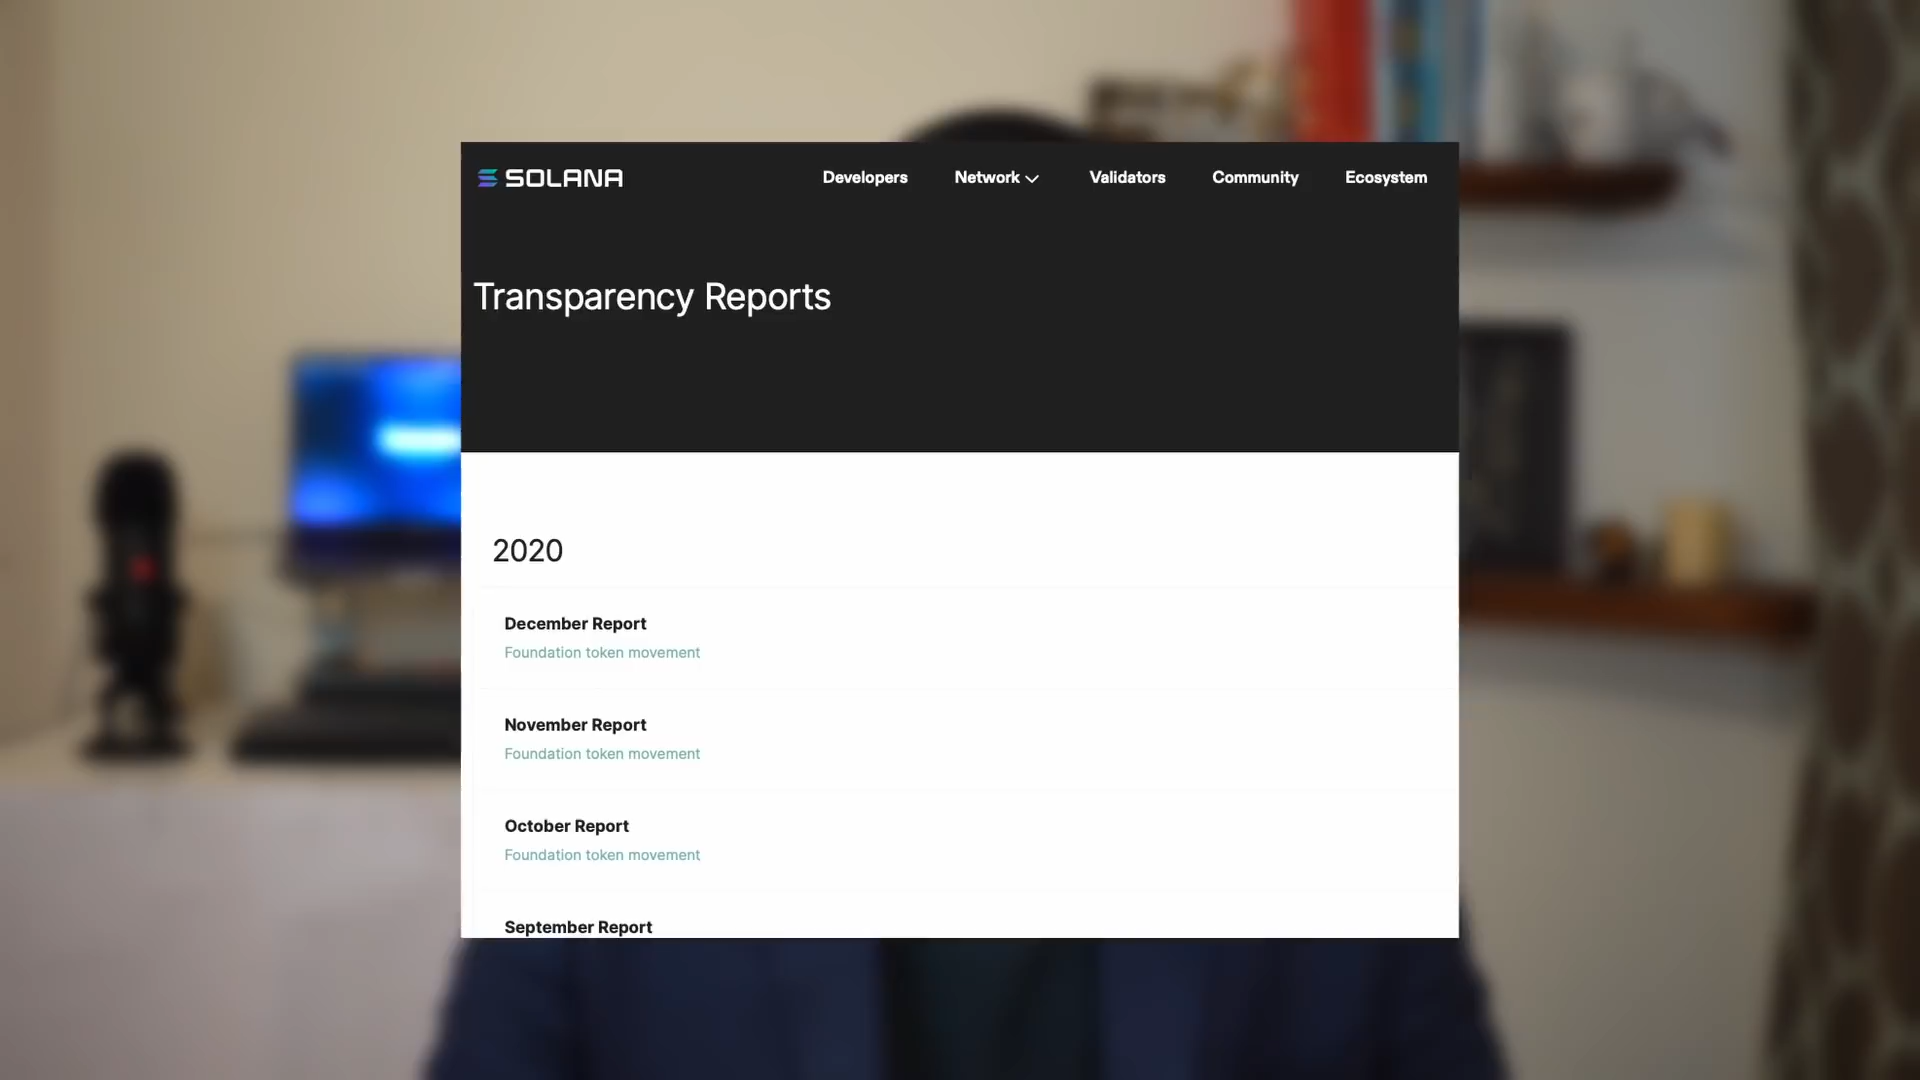 SOLANA
Developers Network Validators Community Ecosystem
Transparency Reports
2020
December Report
Foundation token movement
November Report
Foundation token movement
October Report
Foundation token movement
September Report